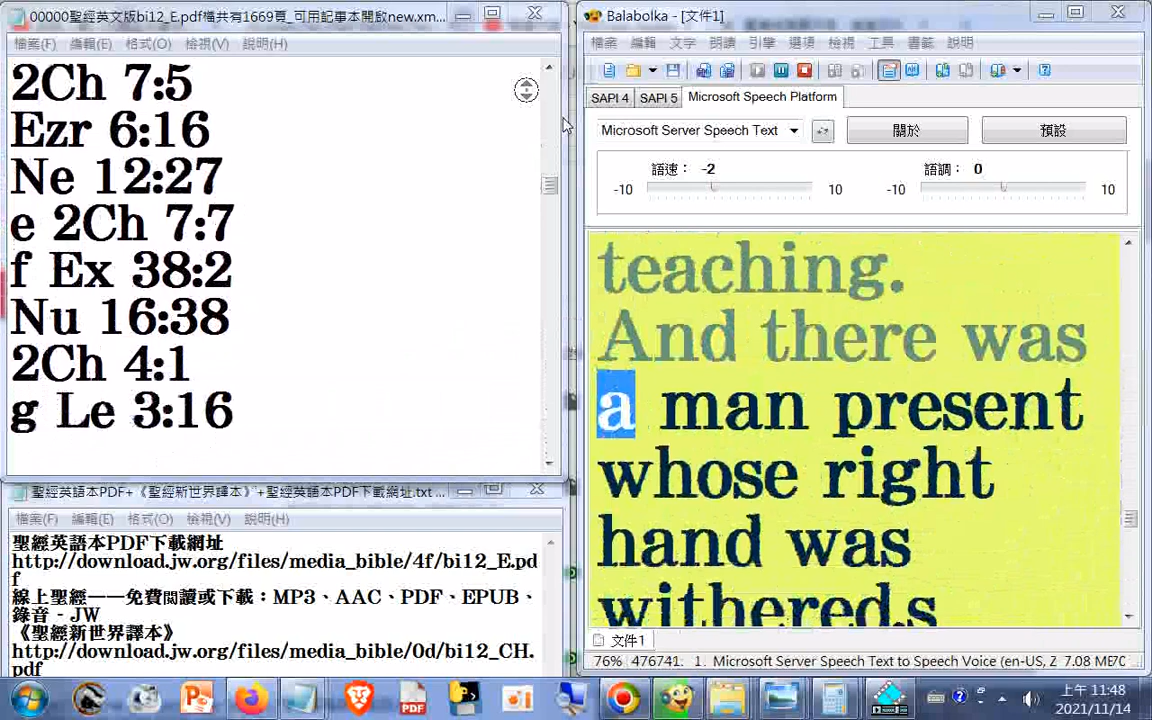 00000聖經英文版bi12_E.pdf檔共有1669頁_可用記事本開啟new.xm...
檔案(F) 編輯(E) 格式(O) 檢視(V) 說明(H)
2Ch 7:5
Ezr 6:16
Ne 12:27
e 2Ch 7:7
f Ex 38:2
Nu 16:38
2Ch 4:1
g Le 3:16
聖經英語本PDF+《聖經新世界譯本》+聖經英語本PDF下載網址.txt ...
檔案(F) 編輯(E) 格式(O) 檢視(V) 說明(H)
聖經英語本PDF下載網址
http://download.jw.org/files/media_bible/4f/bi12_E.pd
f
線上聖經——免費閱讀或下載：MP3、AAC、PDF、EPUB、
錄音 - JW
《聖經新世界譯本》
http://download.jw.org/files/media_bible/0d/bi12_CH.
pdf
Balabolka - [文件1]
檔案 編輯 文字 朗讀 引擎 選項 檢視 工具 書籤 說明
SAPI 4 SAPI 5 Microsoft Speech Platform
Microsoft Server Speech Text 關於 預設
語速： -2 語調： 0
-10 10 -10 10
teaching.
And there was
a man present
whose right
hand was
withered.s
文件1
76% 476741: 1. Microsoft Server Speech Text to Speech Voice (en-US, Z 7.08 ME
上午 11:48
2021/11/14